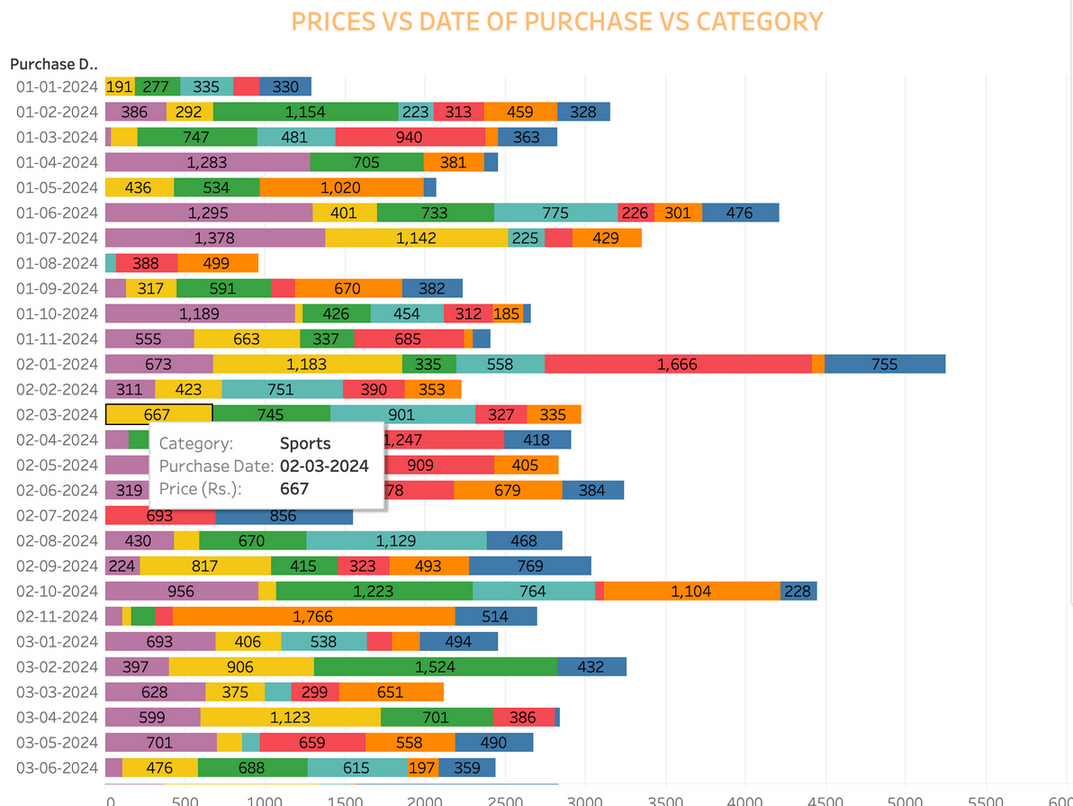 PRICES VS DATE OF PURCHASE VS CATEGORY
Purchase D..
01-01-2024 191 277 335 330
01-02-2024 386 292 1,154 223 313 459 328
01-03-2024 747 481 940 363
01-04-2024 1,283 705 381
01-05-2024 436 534 1,020
01-06-2024 1,295 401 733 775 226 301 476
01-07-2024 1,378 1,142 225 429
01-08-2024 388 499
01-09-2024 317 591 670 382
01-10-2024 1,189 426 454 312 185
01-11-2024 555 663 337 685
02-01-2024 673 1,183 335 558 1,666 755
02-02-2024 311 423 751 390 353
02-03-2024 667 745 901 327 335
02-04-2024 1,247 418
02-05-2024 909 405
02-06-2024 319 78 679 384
Category: Sports
Purchase Date: 02-03-2024
Price (Rs.): 667
02-07-2024 693 856
02-08-2024 430 670 1,129 468
02-09-2024 224 817 415 323 493 769
02-10-2024 956 1,223 764 1,104 228
02-11-2024 1,766 514
03-01-2024 693 406 538 494
03-02-2024 397 906 1,524 432
03-03-2024 628 375 299 651
03-04-2024 599 1,123 701 386
03-05-2024 701 659 558 490
03-06-2024 476 688 615 197 359
0 500 1000 1500 2000 2500 3000 3500 4000 4500 5000 5500 600